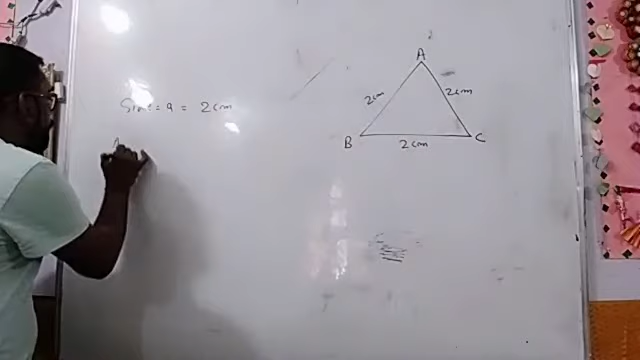 A
2cm
2cm
Side = a = 2cm
B
2cm
C
A